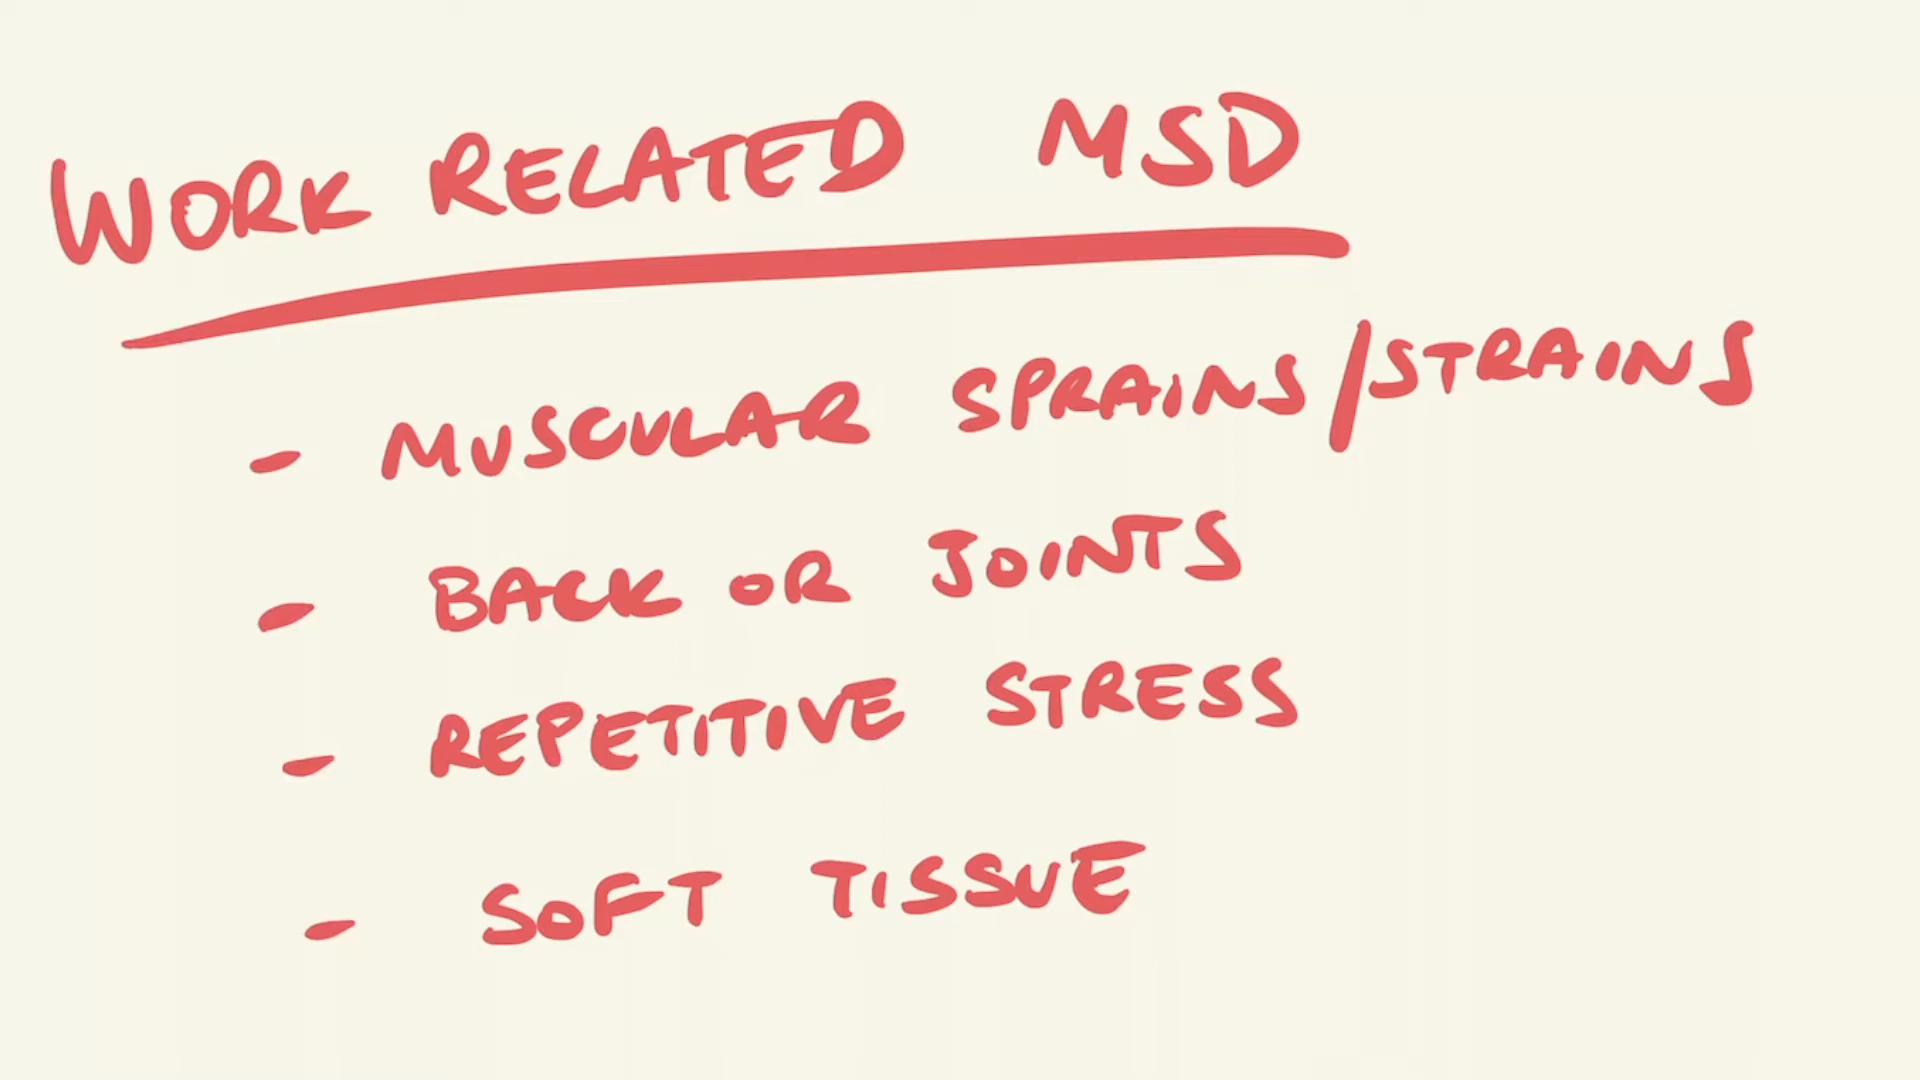 WORK RELATED MSD
- MUSCULAR SPRAINS/STRAINS
- BACK OR JOINTS
- REPETITIVE STRESS
- SOFT TISSUE